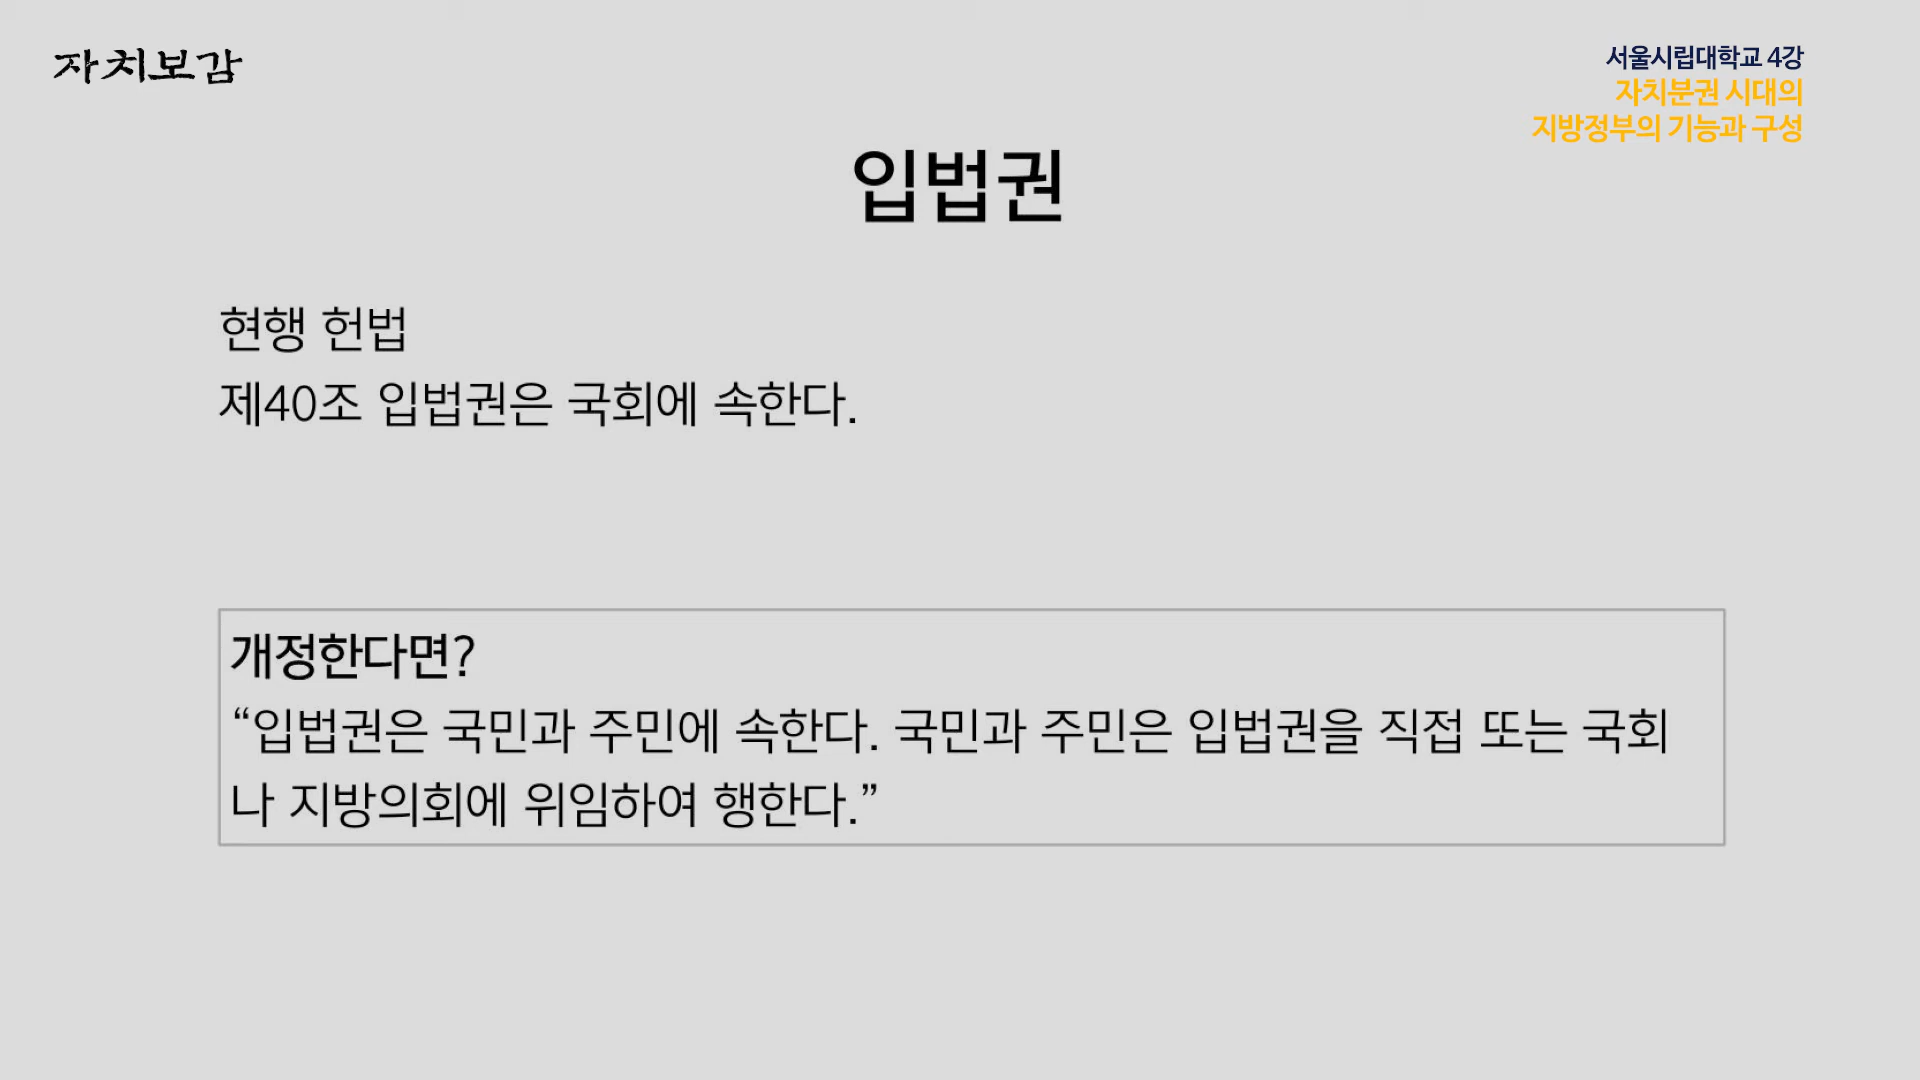 자치보감
서울시립대학교 4강
자치분권 시대의
지방정부의 기능과 구성
입법권
현행 헌법
제40조 입법권은 국회에 속한다.
개정한다면?
“입법권은 국민과 주민에 속한다. 국민과 주민은 입법권을 직접 또는 국회
나 지방의회에 위임하여 행한다.”